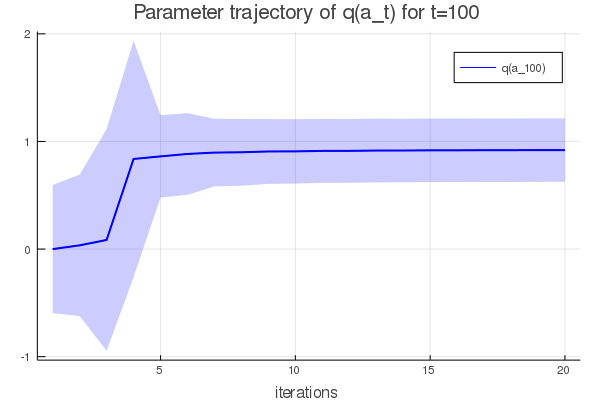 Parameter trajectory of q(a_t) for t=100
2
q(a_100)
1
0
-1
5
10
15
20
iterations